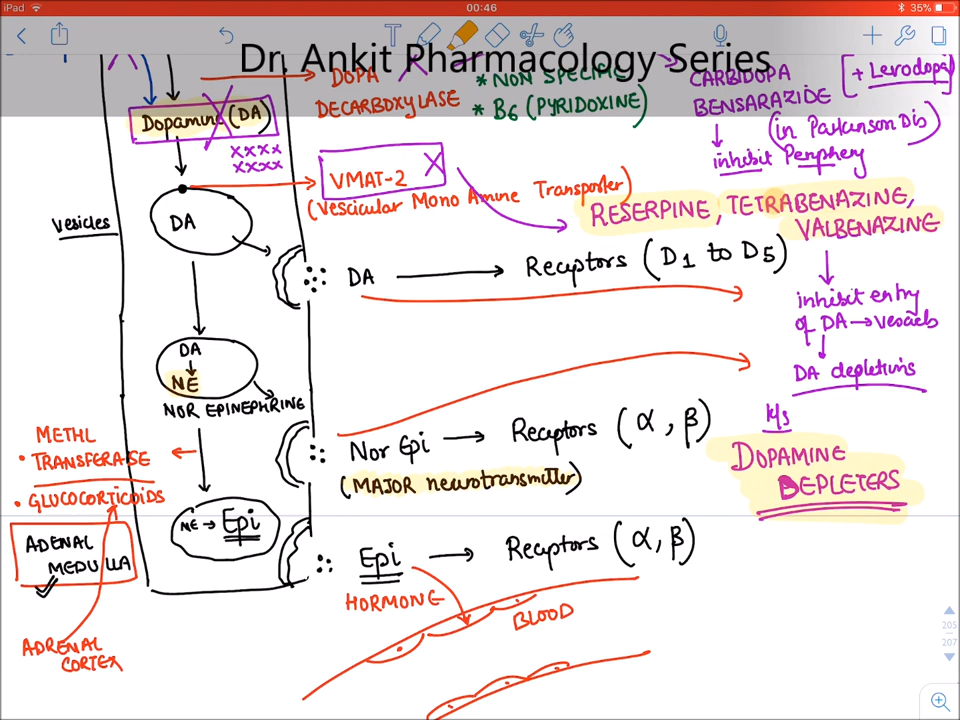 iPad
00:46
35%
Dr. Ankit Pharmacology Series
DOPA
DECARBOXYLASE
* NON SPECIFIC
* B6 (PYRIDOXINE)
CARBIDOPA
BENSARAZIDE
[+ Levodopa]
(in Parkinson Dis)
inhibit Periphery
Dopamine (DA)
xxxx
xxxx
VMAT-2
(Vescicular Mono Amine Transporter)
RESERPINE, TETRABENAZINE,
VALBENAZINE
Vesicles
DA
DA
Receptors (D1 to D5)
inhibit entry
of DA → vesicles
DA depletions
K/s
DOPAMINE
DEPLETERS
DA
NE
NOR EPINEPHRINE
Nor Epi
Receptors (α, β)
(MAJOR neurotransmitter)
METHL
• TRANSFERASE
• GLUCOCORTICOIDS
ADENAL
MEDULLA
NE → Epi
Epi
Receptors (α, β)
HORMONE
BLOOD
ADRENAL
CORTEX
205
207